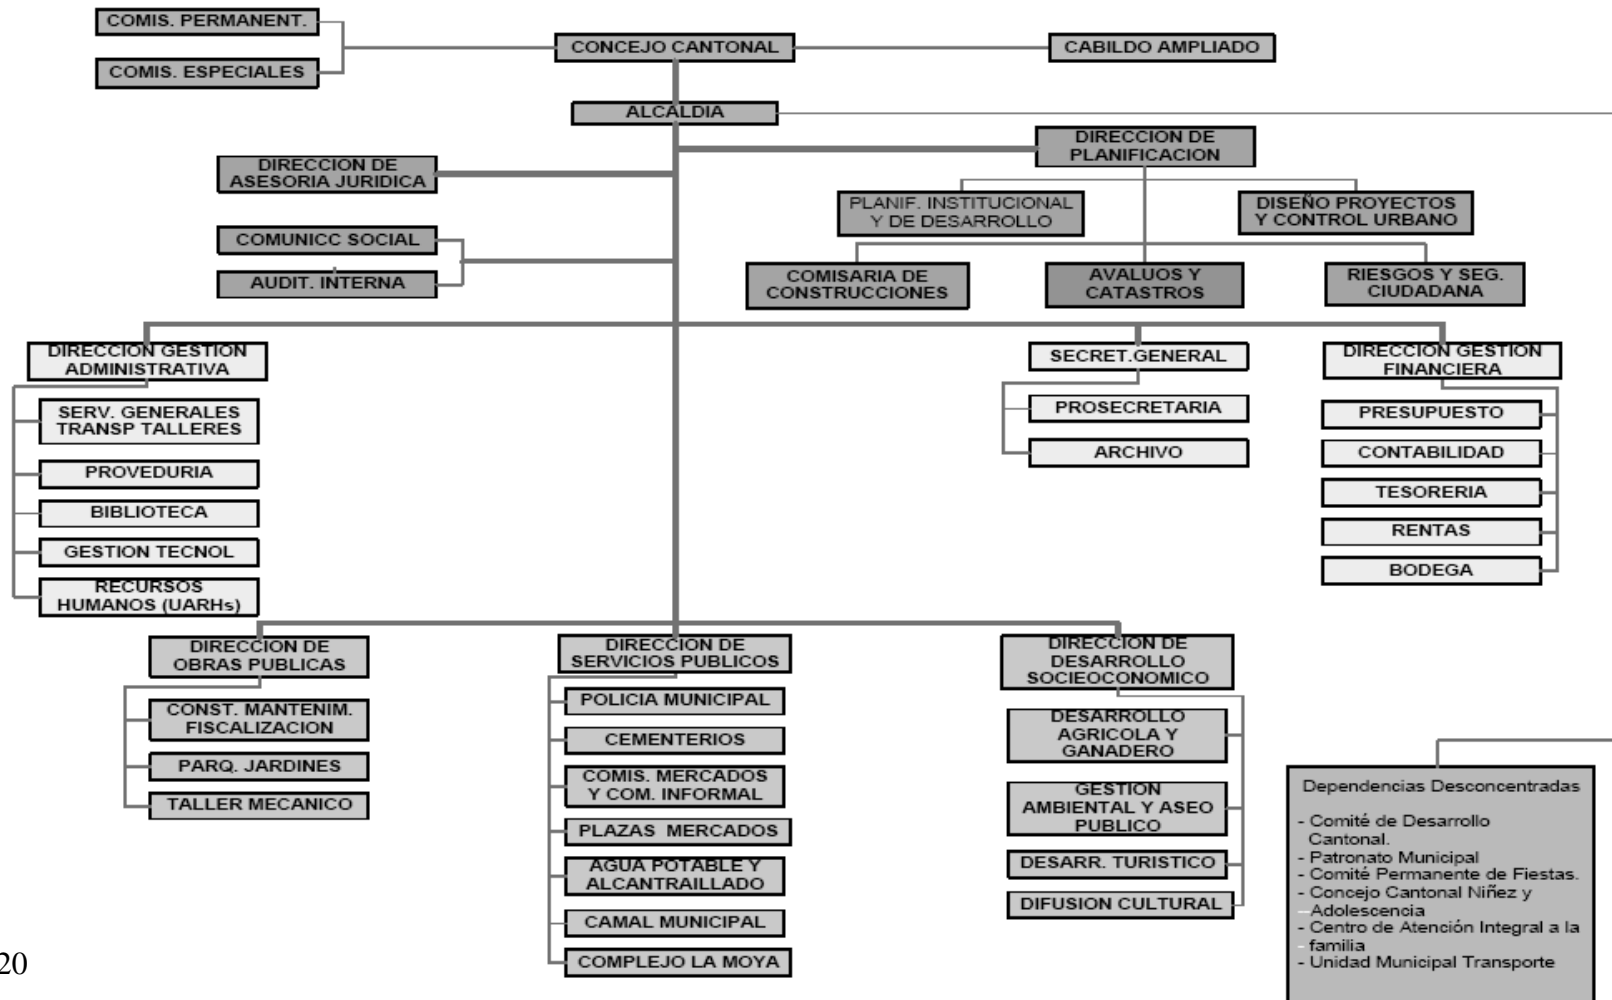 COMIS. PERMANENT.
CONCEJO CANTONAL
CABILDO AMPLIADO
COMIS. ESPECIALES
ALCALDIA
DIRECCION DE
PLANIFICACION
DIRECCION DE
ASESORIA JURIDICA
PLANIF. INSTITUCIONAL
Y DE DESARROLLO
DISEÑO PROYECTOS
Y CONTROL URBANO
COMUNICC SOCIAL
AUDIT. INTERNA
COMISARIA DE
CONSTRUCCIONES
AVALUOS Y
CATASTROS
RIESGOS Y SEG.
CIUDADANA
DIRECCION GESTION
ADMINISTRATIVA
SERV. GENERALES
TRANSP TALLERES
PROVEDURIA
BIBLIOTECA
GESTION TECNOL
RECURSOS
HUMANOS (UARHs)
SECRET.GENERAL
PROSECRETARIA
ARCHIVO
DIRECCION GESTION
FINANCIERA
PRESUPUESTO
CONTABILIDAD
TESORERIA
RENTAS
BODEGA
DIRECCION DE
OBRAS PUBLICAS
CONST. MANTENIM.
FISCALIZACION
PARQ. JARDINES
TALLER MECANICO
DIRECCION DE
SERVICIOS PUBLICOS
POLICIA MUNICIPAL
CEMENTERIOS
COMIS. MERCADOS
Y COM. INFORMAL
PLAZAS MERCADOS
AGUA POTABLE Y
ALCANTRAILLADO
CAMAL MUNICIPAL
COMPLEJO LA MOYA
DIRECCION DE
DESARROLLO
SOCIEOCONOMICO
DESARROLLO
AGRICOLA Y
GANADERO
GESTION
AMBIENTAL Y ASEO
PUBLICO
DESARR. TURISTICO
DIFUSION CULTURAL
Dependencias Desconcentradas
- Comité de Desarrollo
Cantonal.
- Patronato Municipal
- Comité Permanente de Fiestas.
- Concejo Cantonal Niñez y
Adolescencia
- Centro de Atención Integral a la
- familia
- Unidad Municipal Transporte
20